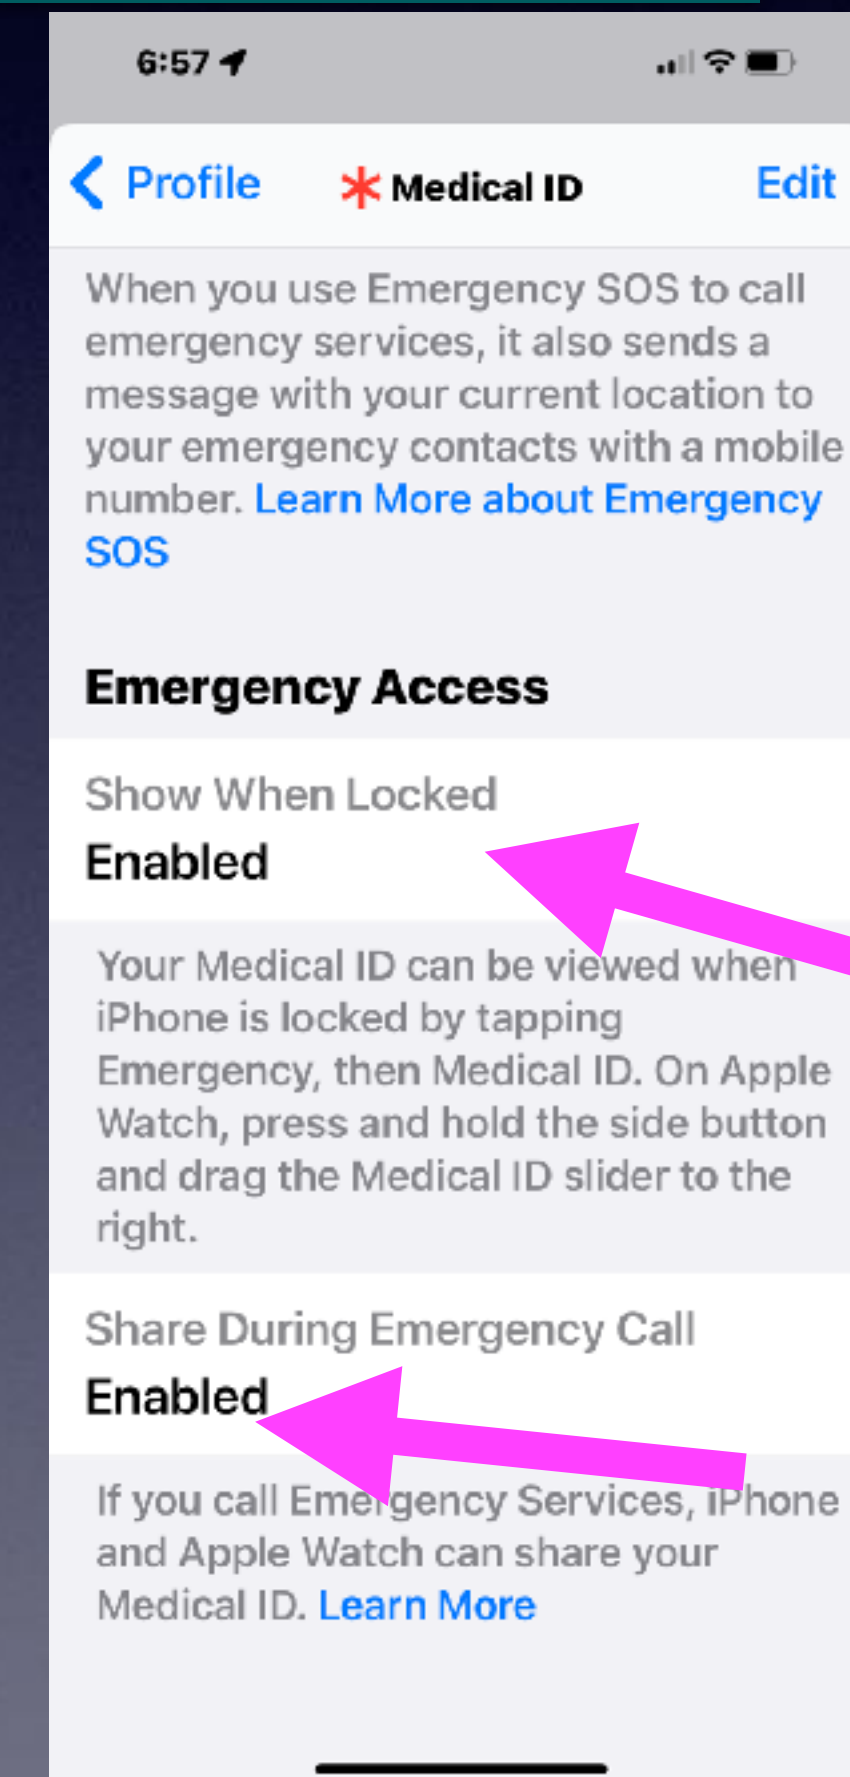 6:57
Profile
Medical ID
Edit
When you use Emergency SOS to call
emergency services, it also sends a
message with your current location to
your emergency contacts with a mobile
number. Learn More about Emergency
SOS
Emergency Access
Show When Locked
Enabled
Your Medical ID can be viewed when
iPhone is locked by tapping
Emergency, then Medical ID. On Apple
Watch, press and hold the side button
and drag the Medical ID slider to the
right.
Share During Emergency Call
Enabled
If you call Emergency Services, iPhone
and Apple Watch can share your
Medical ID. Learn More